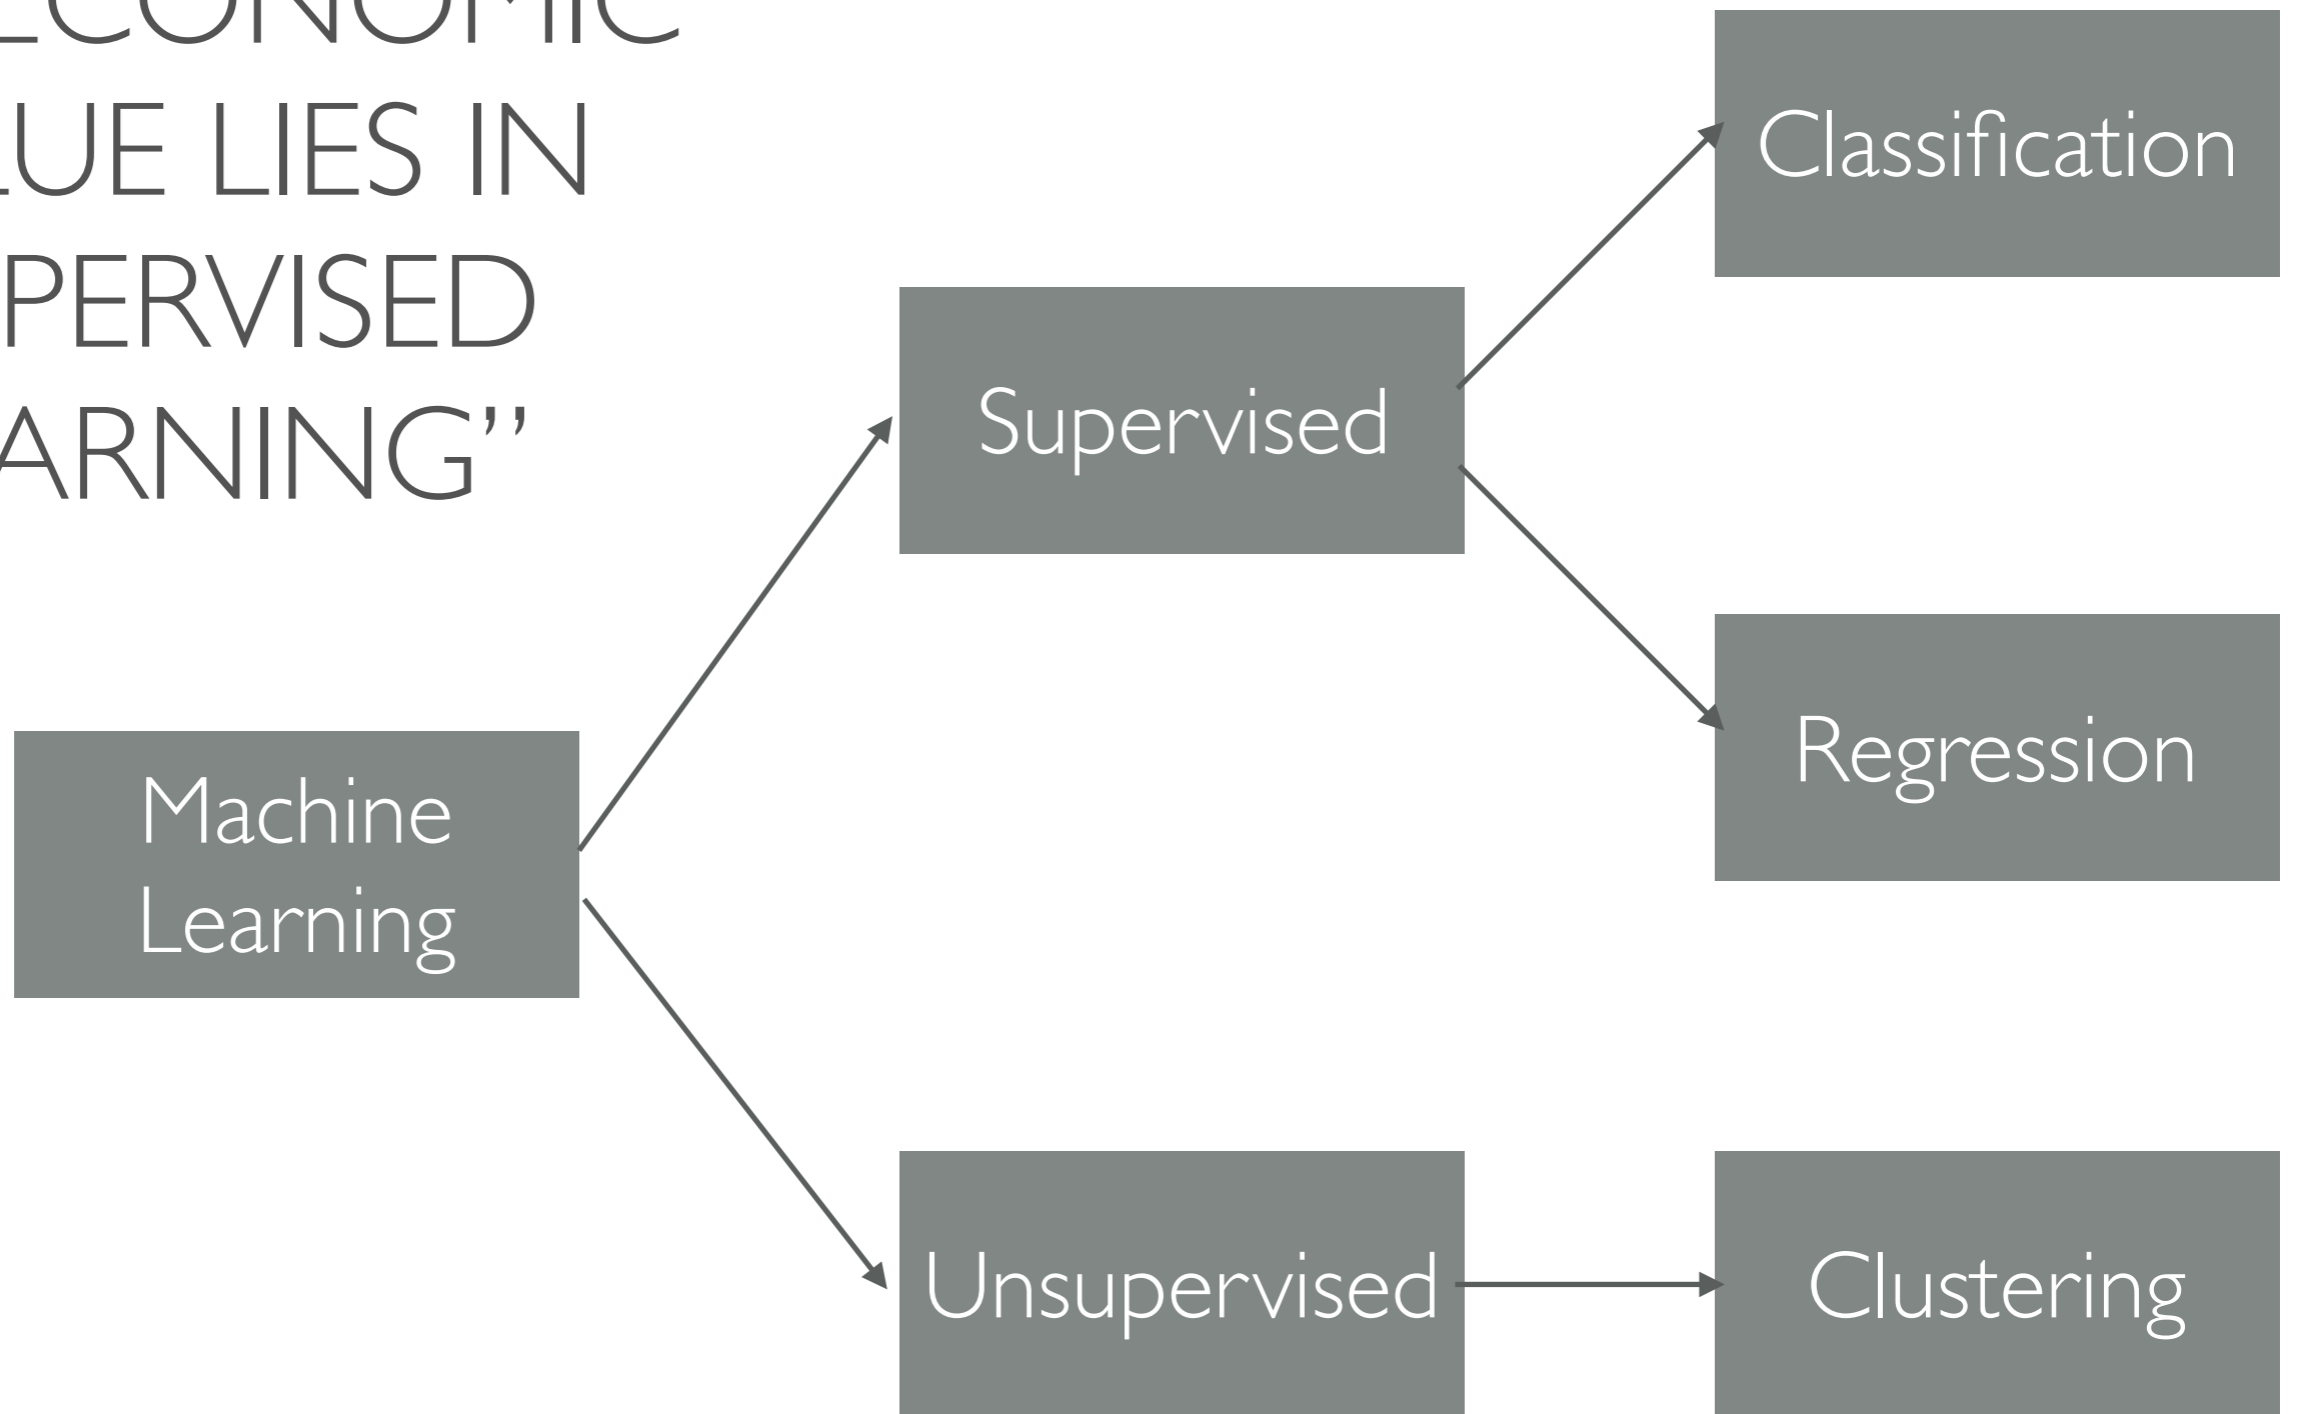 ECONOMIC
LUE LIES IN
PERVISED
ARNING”
Classification
Supervised
Regression
Machine
Learning
Unsupervised
Clustering